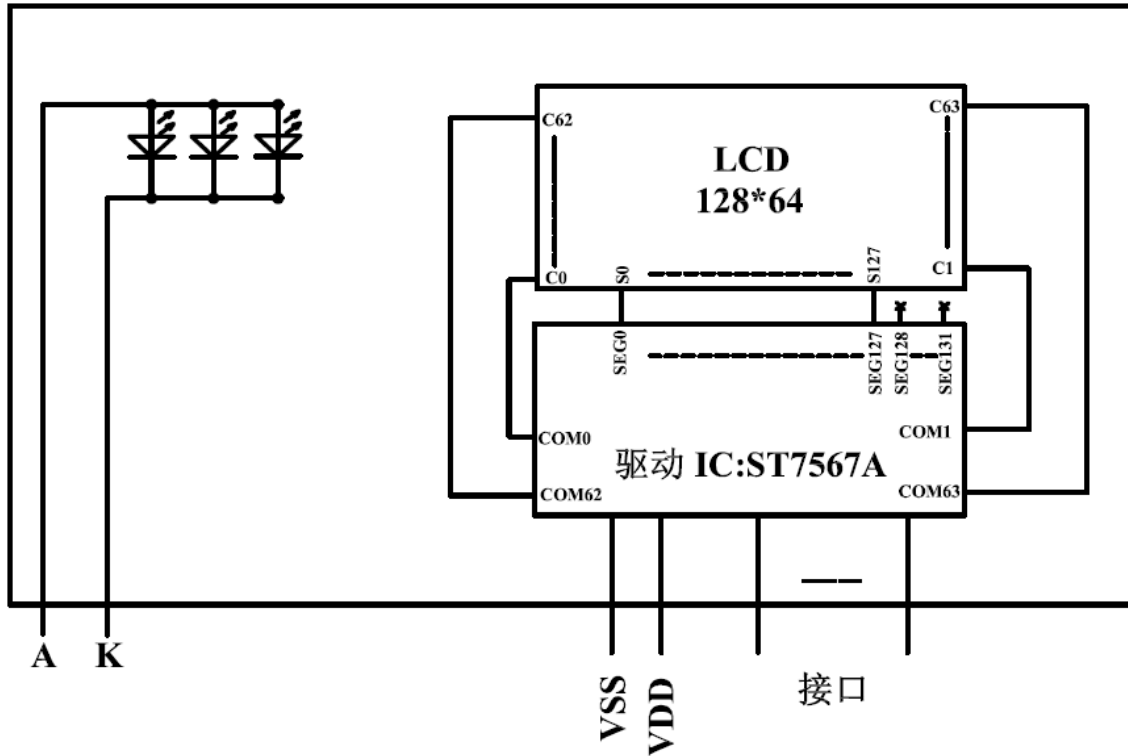 C62
C63
LCD
128*64
C0
S0
S127
C1
SEG0
SEG127
SEG128
SEG131
COM0
COM1
驱动 IC:ST7567A
COM62
COM63
A
K
VSS
VDD
接口